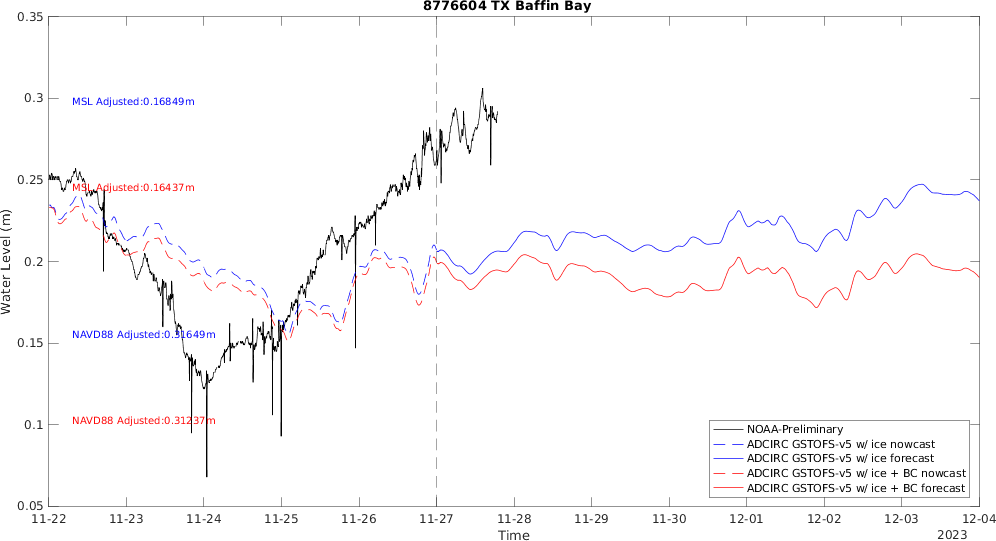 8776604 TX Baffin Bay
0.35
0.3
0.25
0.2
0.15
0.1
0.05
Water Level (m)
MSL Adjusted:0.16849m
MSL Adjusted:0.16437m
NAVD88 Adjusted:0.31649m
NAVD88 Adjusted:0.31237m
NOAA-Preliminary
ADCIRC GSTOFS-v5 w/ ice nowcast
ADCIRC GSTOFS-v5 w/ ice forecast
ADCIRC GSTOFS-v5 w/ ice + BC nowcast
ADCIRC GSTOFS-v5 w/ ice + BC forecast
11-22 11-23 11-24 11-25 11-26 11-27 11-28 11-29 11-30 12-01 12-02 12-03 12-04
Time
2023